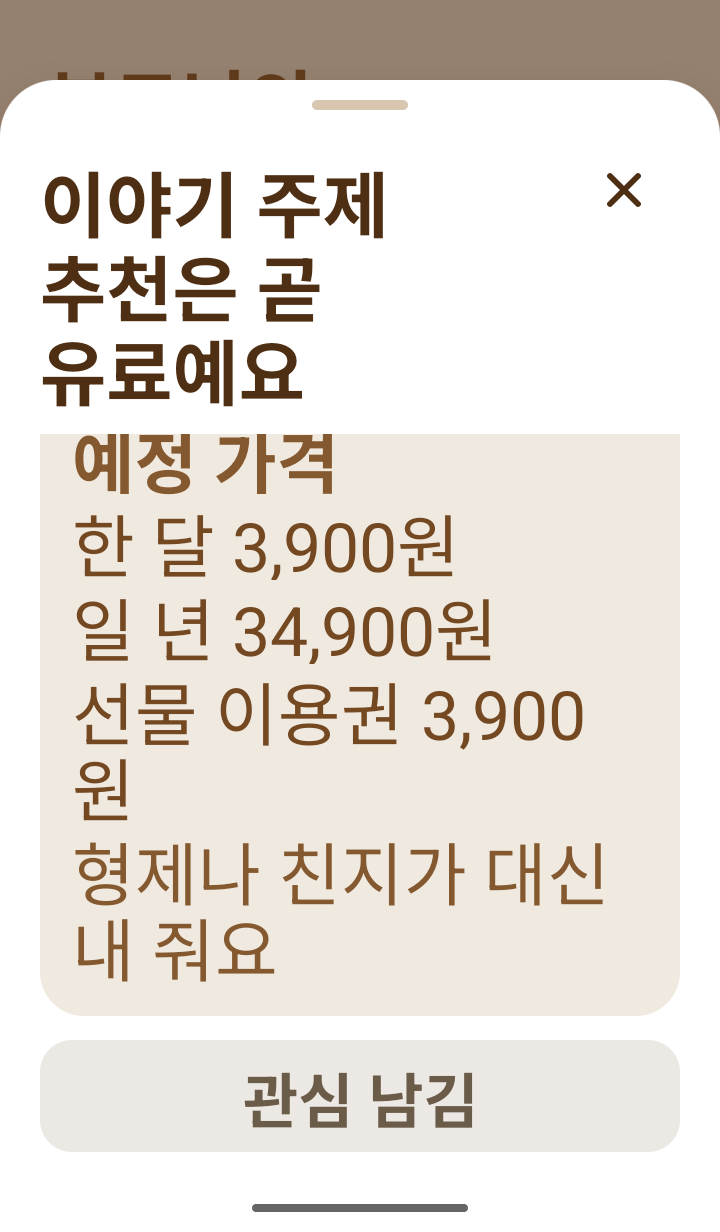 이야기 주제
추천은 곧
유료예요
예정 가격
한 달 3,900원
일 년 34,900원
선물 이용권 3,900
원
형제나 친지가 대신
내 줘요
관심 남김